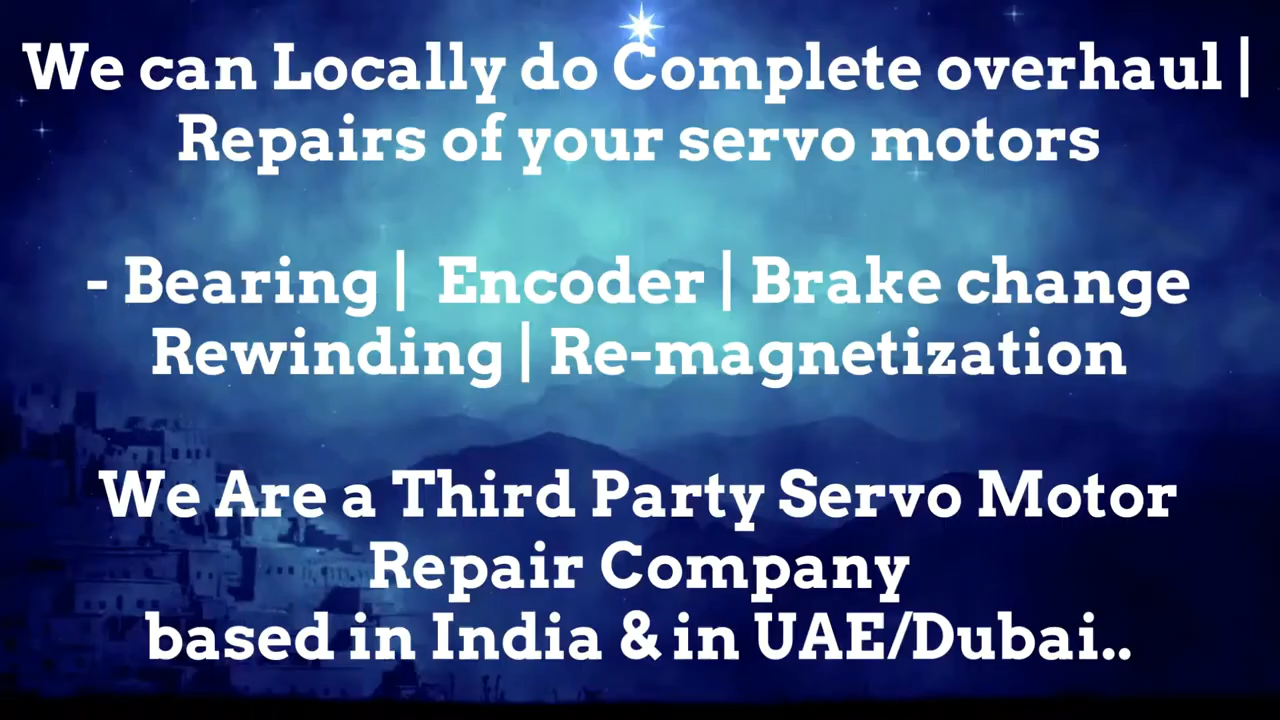 We can Locally do Complete overhaul |
Repairs of your servo motors
- Bearing | Encoder | Brake change
Rewinding | Re-magnetization
We Are a Third Party Servo Motor
Repair Company
based in India & in UAE/Dubai..